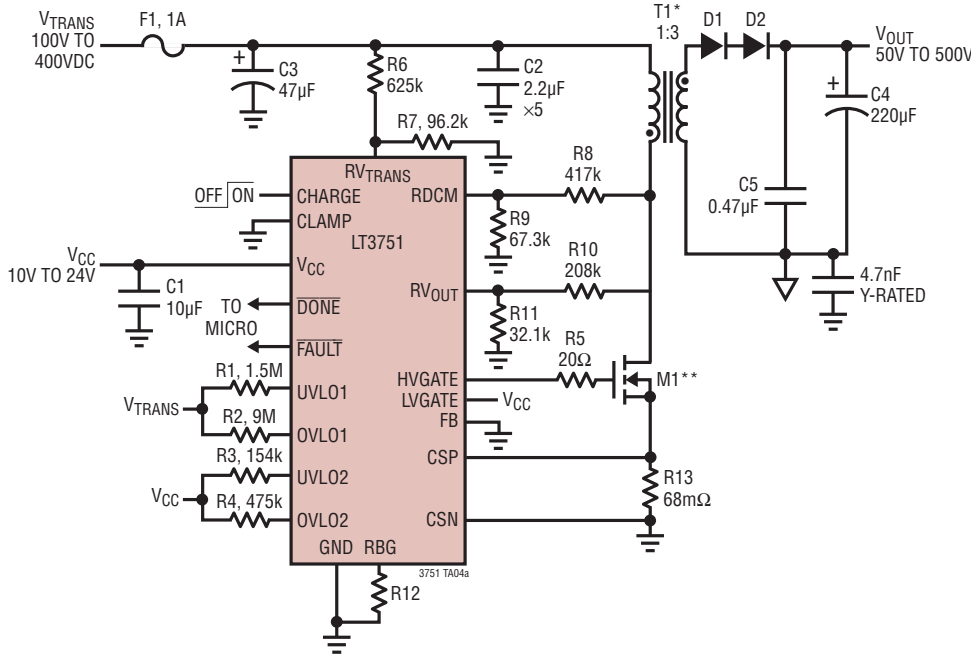 VTRANS
100V TO
400VDC
F1, 1A
+
C3
47µF
R6
625k
C2
2.2µF
×5
R7, 96.2k
T1*
1:3
D1
D2
VOUT
50V TO 500V
+
C4
220µF
C5
0.47µF
4.7nF
Y-RATED
OFF ON
CHARGE
CLAMP
RVTRANS
LT3751
RDCM
R8
417k
R9
67.3k
VCC
10V TO 24V
C1
10µF
VCC
RVOUT
R10
208k
R11
32.1k
TO
MICRO
DONE
FAULT
R5
20Ω
M1**
HVGATE
LVGATE
VCC
FB
VTRANS
R1, 1.5M
UVLO1
R2, 9M
OVLO1
VCC
R3, 154k
UVLO2
R4, 475k
OVLO2
CSP
CSN
R13
68mΩ
GND
RBG
3751 TA04a
R12